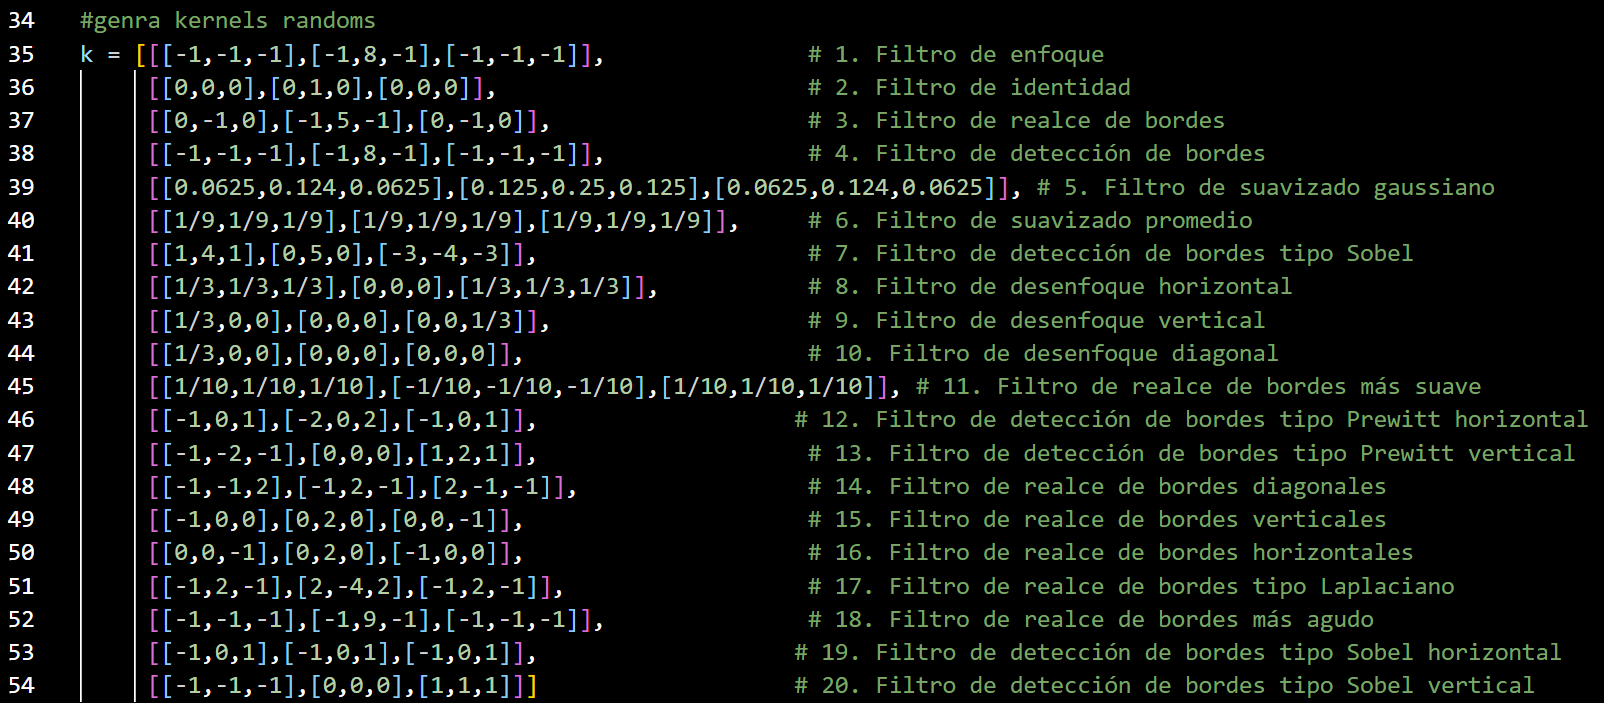 34 #genra kernels randoms
35 k = [[[-1,-1,-1],[-1,8,-1],[-1,-1,-1]], # 1. Filtro de enfoque
36 [[0,0,0],[0,1,0],[0,0,0]], # 2. Filtro de identidad
37 [[0,-1,0],[-1,5,-1],[0,-1,0]], # 3. Filtro de realce de bordes
38 [[-1,-1,-1],[-1,8,-1],[-1,-1,-1]], # 4. Filtro de detección de bordes
39 [[0.0625,0.124,0.0625],[0.125,0.25,0.125],[0.0625,0.124,0.0625]], # 5. Filtro de suavizado gaussiano
40 [[1/9,1/9,1/9],[1/9,1/9,1/9],[1/9,1/9,1/9]], # 6. Filtro de suavizado promedio
41 [[1,4,1],[0,5,0],[-3,-4,-3]], # 7. Filtro de detección de bordes tipo Sobel
42 [[1/3,1/3,1/3],[0,0,0],[1/3,1/3,1/3]], # 8. Filtro de desenfoque horizontal
43 [[1/3,0,0],[0,0,0],[0,0,1/3]], # 9. Filtro de desenfoque vertical
44 [[1/3,0,0],[0,0,0],[0,0,0]], # 10. Filtro de desenfoque diagonal
45 [[1/10,1/10,1/10],[-1/10,-1/10,-1/10],[1/10,1/10,1/10]], # 11. Filtro de realce de bordes más suave
46 [[-1,0,1],[-2,0,2],[-1,0,1]], # 12. Filtro de detección de bordes tipo Prewitt horizontal
47 [[-1,-2,-1],[0,0,0],[1,2,1]], # 13. Filtro de detección de bordes tipo Prewitt vertical
48 [[-1,-1,2],[-1,2,-1],[2,-1,-1]], # 14. Filtro de realce de bordes diagonales
49 [[-1,0,0],[0,2,0],[0,0,-1]], # 15. Filtro de realce de bordes verticales
50 [[0,0,-1],[0,2,0],[-1,0,0]], # 16. Filtro de realce de bordes horizontales
51 [[-1,2,-1],[2,-4,2],[-1,2,-1]], # 17. Filtro de realce de bordes tipo Laplaciano
52 [[-1,-1,-1],[-1,9,-1],[-1,-1,-1]], # 18. Filtro de realce de bordes más agudo
53 [[-1,0,1],[-1,0,1],[-1,0,1]], # 19. Filtro de detección de bordes tipo Sobel horizontal
54 [[-1,-1,-1],[0,0,0],[1,1,1]]] # 20. Filtro de detección de bordes tipo Sobel vertical